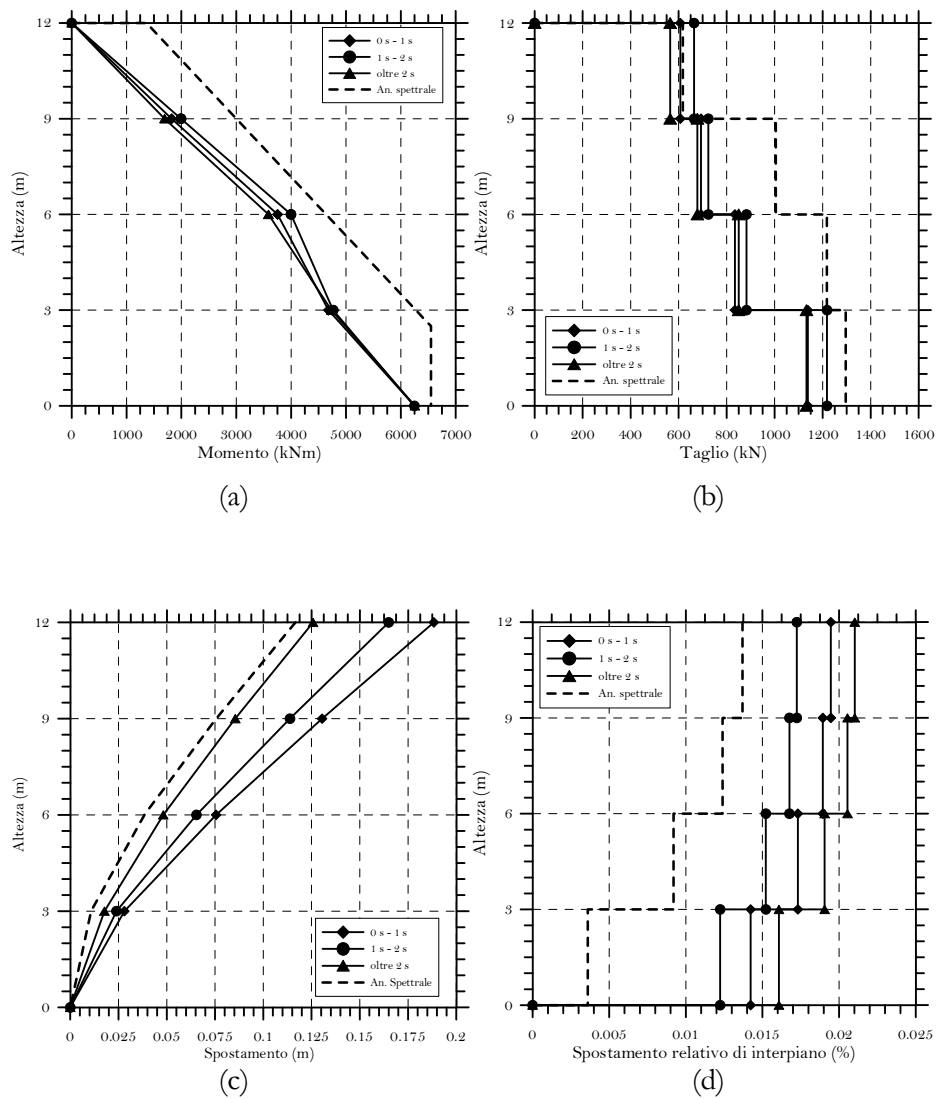 12
9
6
3
0
Altezza (m)
0 s - 1 s
1 s - 2 s
oltre 2 s
An. spettrale
0 1000 2000 3000 4000 5000 6000 7000
Momento (kNm)
(a)
12
9
6
3
0
Altezza (m)
0 s - 1 s
1 s - 2 s
oltre 2 s
An. spettrale
0 200 400 600 800 1000 1200 1400 1600
Taglio (kN)
(b)
12
9
6
3
0
Altezza (m)
0 s - 1 s
1 s - 2 s
oltre 2 s
An. Spettrale
0 0.025 0.05 0.075 0.1 0.125 0.15 0.175 0.2
Spostamento (m)
(c)
12
9
6
3
0
Altezza (m)
0 s - 1 s
1 s - 2 s
oltre 2 s
An. spettrale
0 0.005 0.01 0.015 0.02 0.025
Spostamento relativo di interpiano (%)
(d)